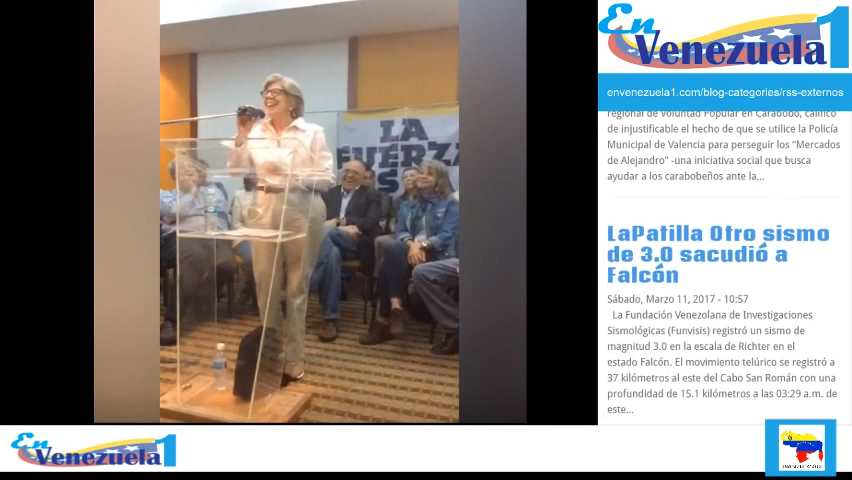 LA
FUERZA
En
Venezuela 1
envenezuela1.com/blog-categories/rss-externos
regional de Voluntad Popular en Carabobo, calificó
de injustificable el hecho de que se utilice la Policía
Municipal de Valencia para perseguir los “Mercados
de Alejandro” -una iniciativa social que busca
ayudar a los carabobeños ante la...
LaPatilla Otro sismo
de 3.0 sacudió a
Falcón
Sábado, Marzo 11, 2017 - 10:57
La Fundación Venezolana de Investigaciones
Sismológicas (Funvisis) registró un sismo de
magnitud 3.0 en la escala de Richter en el
estado Falcón. El movimiento telúrico se registró a
37 kilómetros al este del Cabo San Román con una
profundidad de 15.1 kilómetros a las 03:29 a.m. de
este...
En
Venezuela 1